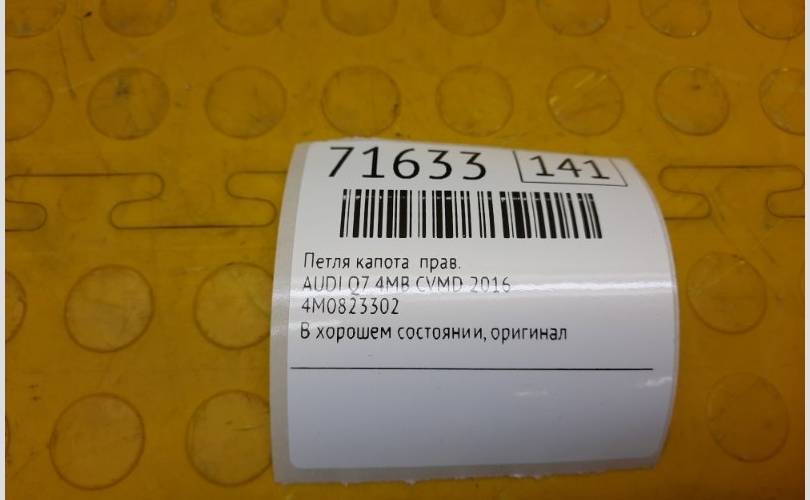 71633 141
Петля капота прав.
AUDI Q7 4MB CVMD 2016
4M0823302
В хорошем состоянии, оригинал